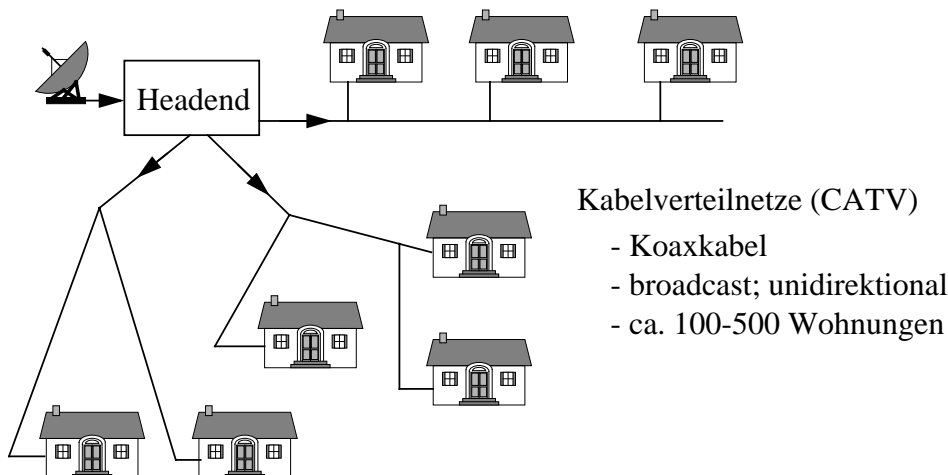 Headend
Kabelverteilnetze (CATV)
- Koaxkabel
- broadcast; unidirektional
- ca. 100-500 Wohnungen